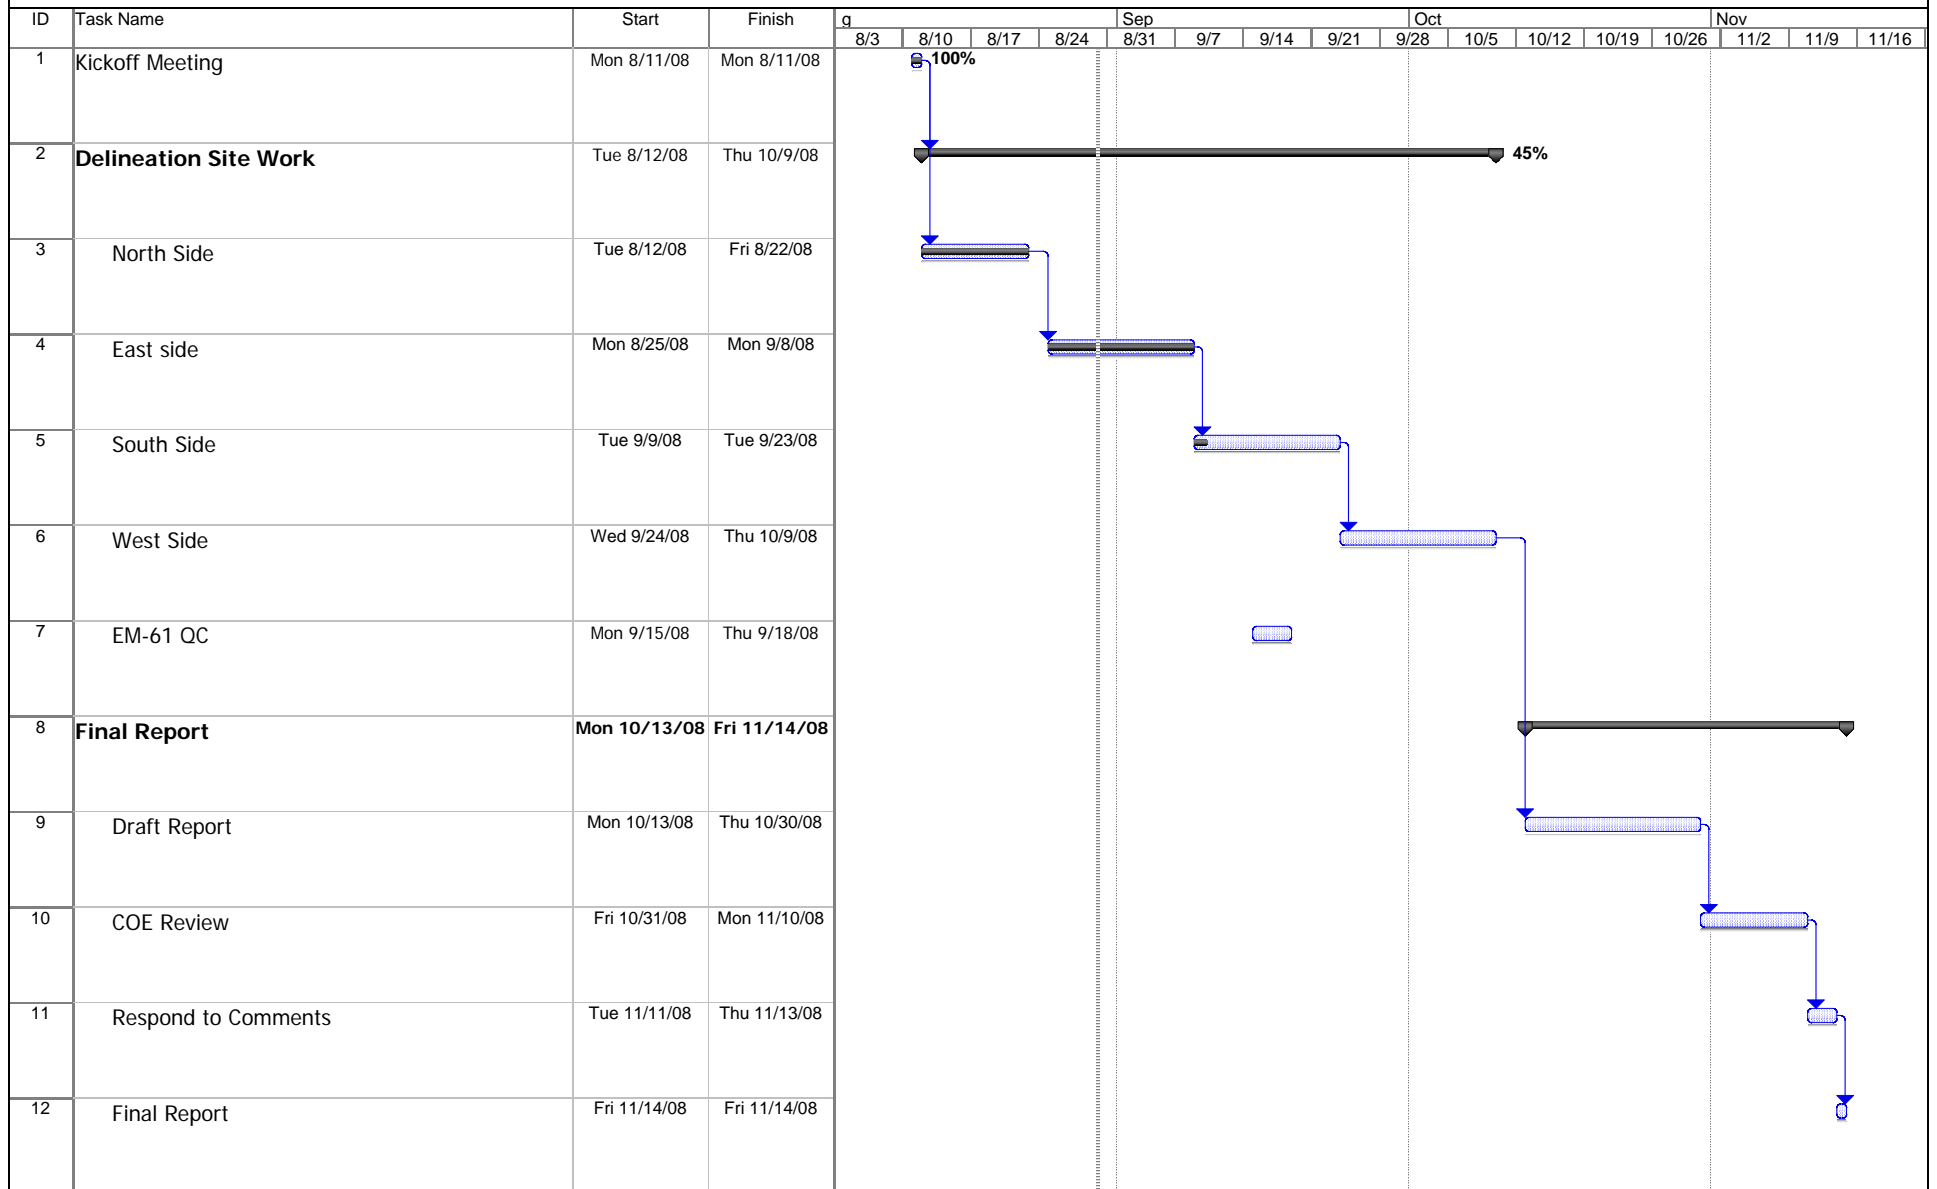 ID Task Name Start Finish g Sep Oct Nov
8/3 8/10 8/17 8/24 8/31 9/7 9/14 9/21 9/28 10/5 10/12 10/19 10/26 11/2 11/9 11/16
1 Kickoff Meeting Mon 8/11/08 Mon 8/11/08 100%
2 Delineation Site Work Tue 8/12/08 Thu 10/9/08 45%
3 North Side Tue 8/12/08 Fri 8/22/08
4 East side Mon 8/25/08 Mon 9/8/08
5 South Side Tue 9/9/08 Tue 9/23/08
6 West Side Wed 9/24/08 Thu 10/9/08
7 EM-61 QC Mon 9/15/08 Thu 9/18/08
8 Final Report Mon 10/13/08 Fri 11/14/08
9 Draft Report Mon 10/13/08 Thu 10/30/08
10 COE Review Fri 10/31/08 Mon 11/10/08
11 Respond to Comments Tue 11/11/08 Thu 11/13/08
12 Final Report Fri 11/14/08 Fri 11/14/08